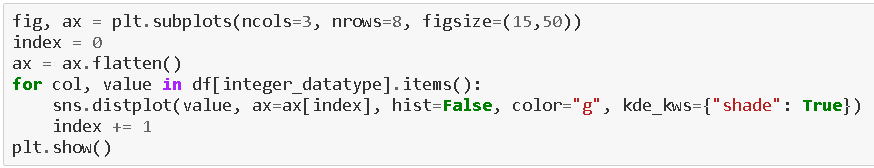 fig, ax = plt.subplots(ncols=3, nrows=8, figsize=(15,50))
index = 0
ax = ax.flatten()
for col, value in df[integer_datatype].items():
    sns.distplot(value, ax=ax[index], hist=False, color="g", kde_kws={"shade": True})
    index += 1
plt.show()